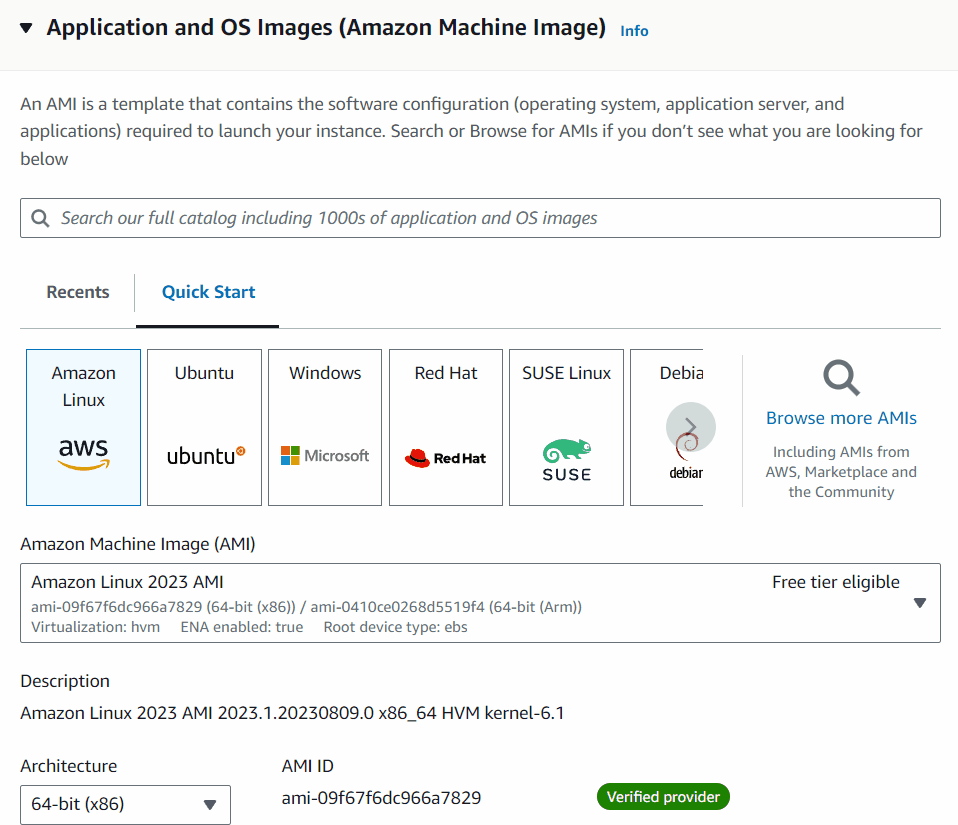 Application and OS Images (Amazon Machine Image) Info
An AMI is a template that contains the software configuration (operating system, application server, and
applications) required to launch your instance. Search or Browse for AMIs if you don’t see what you are looking for
below
Search our full catalog including 1000s of application and OS images
Recents
Quick Start
Amazon
Linux
aws
Ubuntu
ubuntu
Windows
Microsoft
Red Hat
Red Hat
SUSE Linux
SUSE
Debia
debian
Browse more AMIs
Including AMIs from
AWS, Marketplace and
the Community
Amazon Machine Image (AMI)
Amazon Linux 2023 AMI
Free tier eligible
ami-09f67f6dc966a7829 (64-bit (x86)) / ami-0410ce0268d5519f4 (64-bit (Arm))
Virtualization: hvm ENA enabled: true Root device type: ebs
Description
Amazon Linux 2023 AMI 2023.1.20230809.0 x86_64 HVM kernel-6.1
Architecture
64-bit (x86)
AMI ID
ami-09f67f6dc966a7829
Verified provider